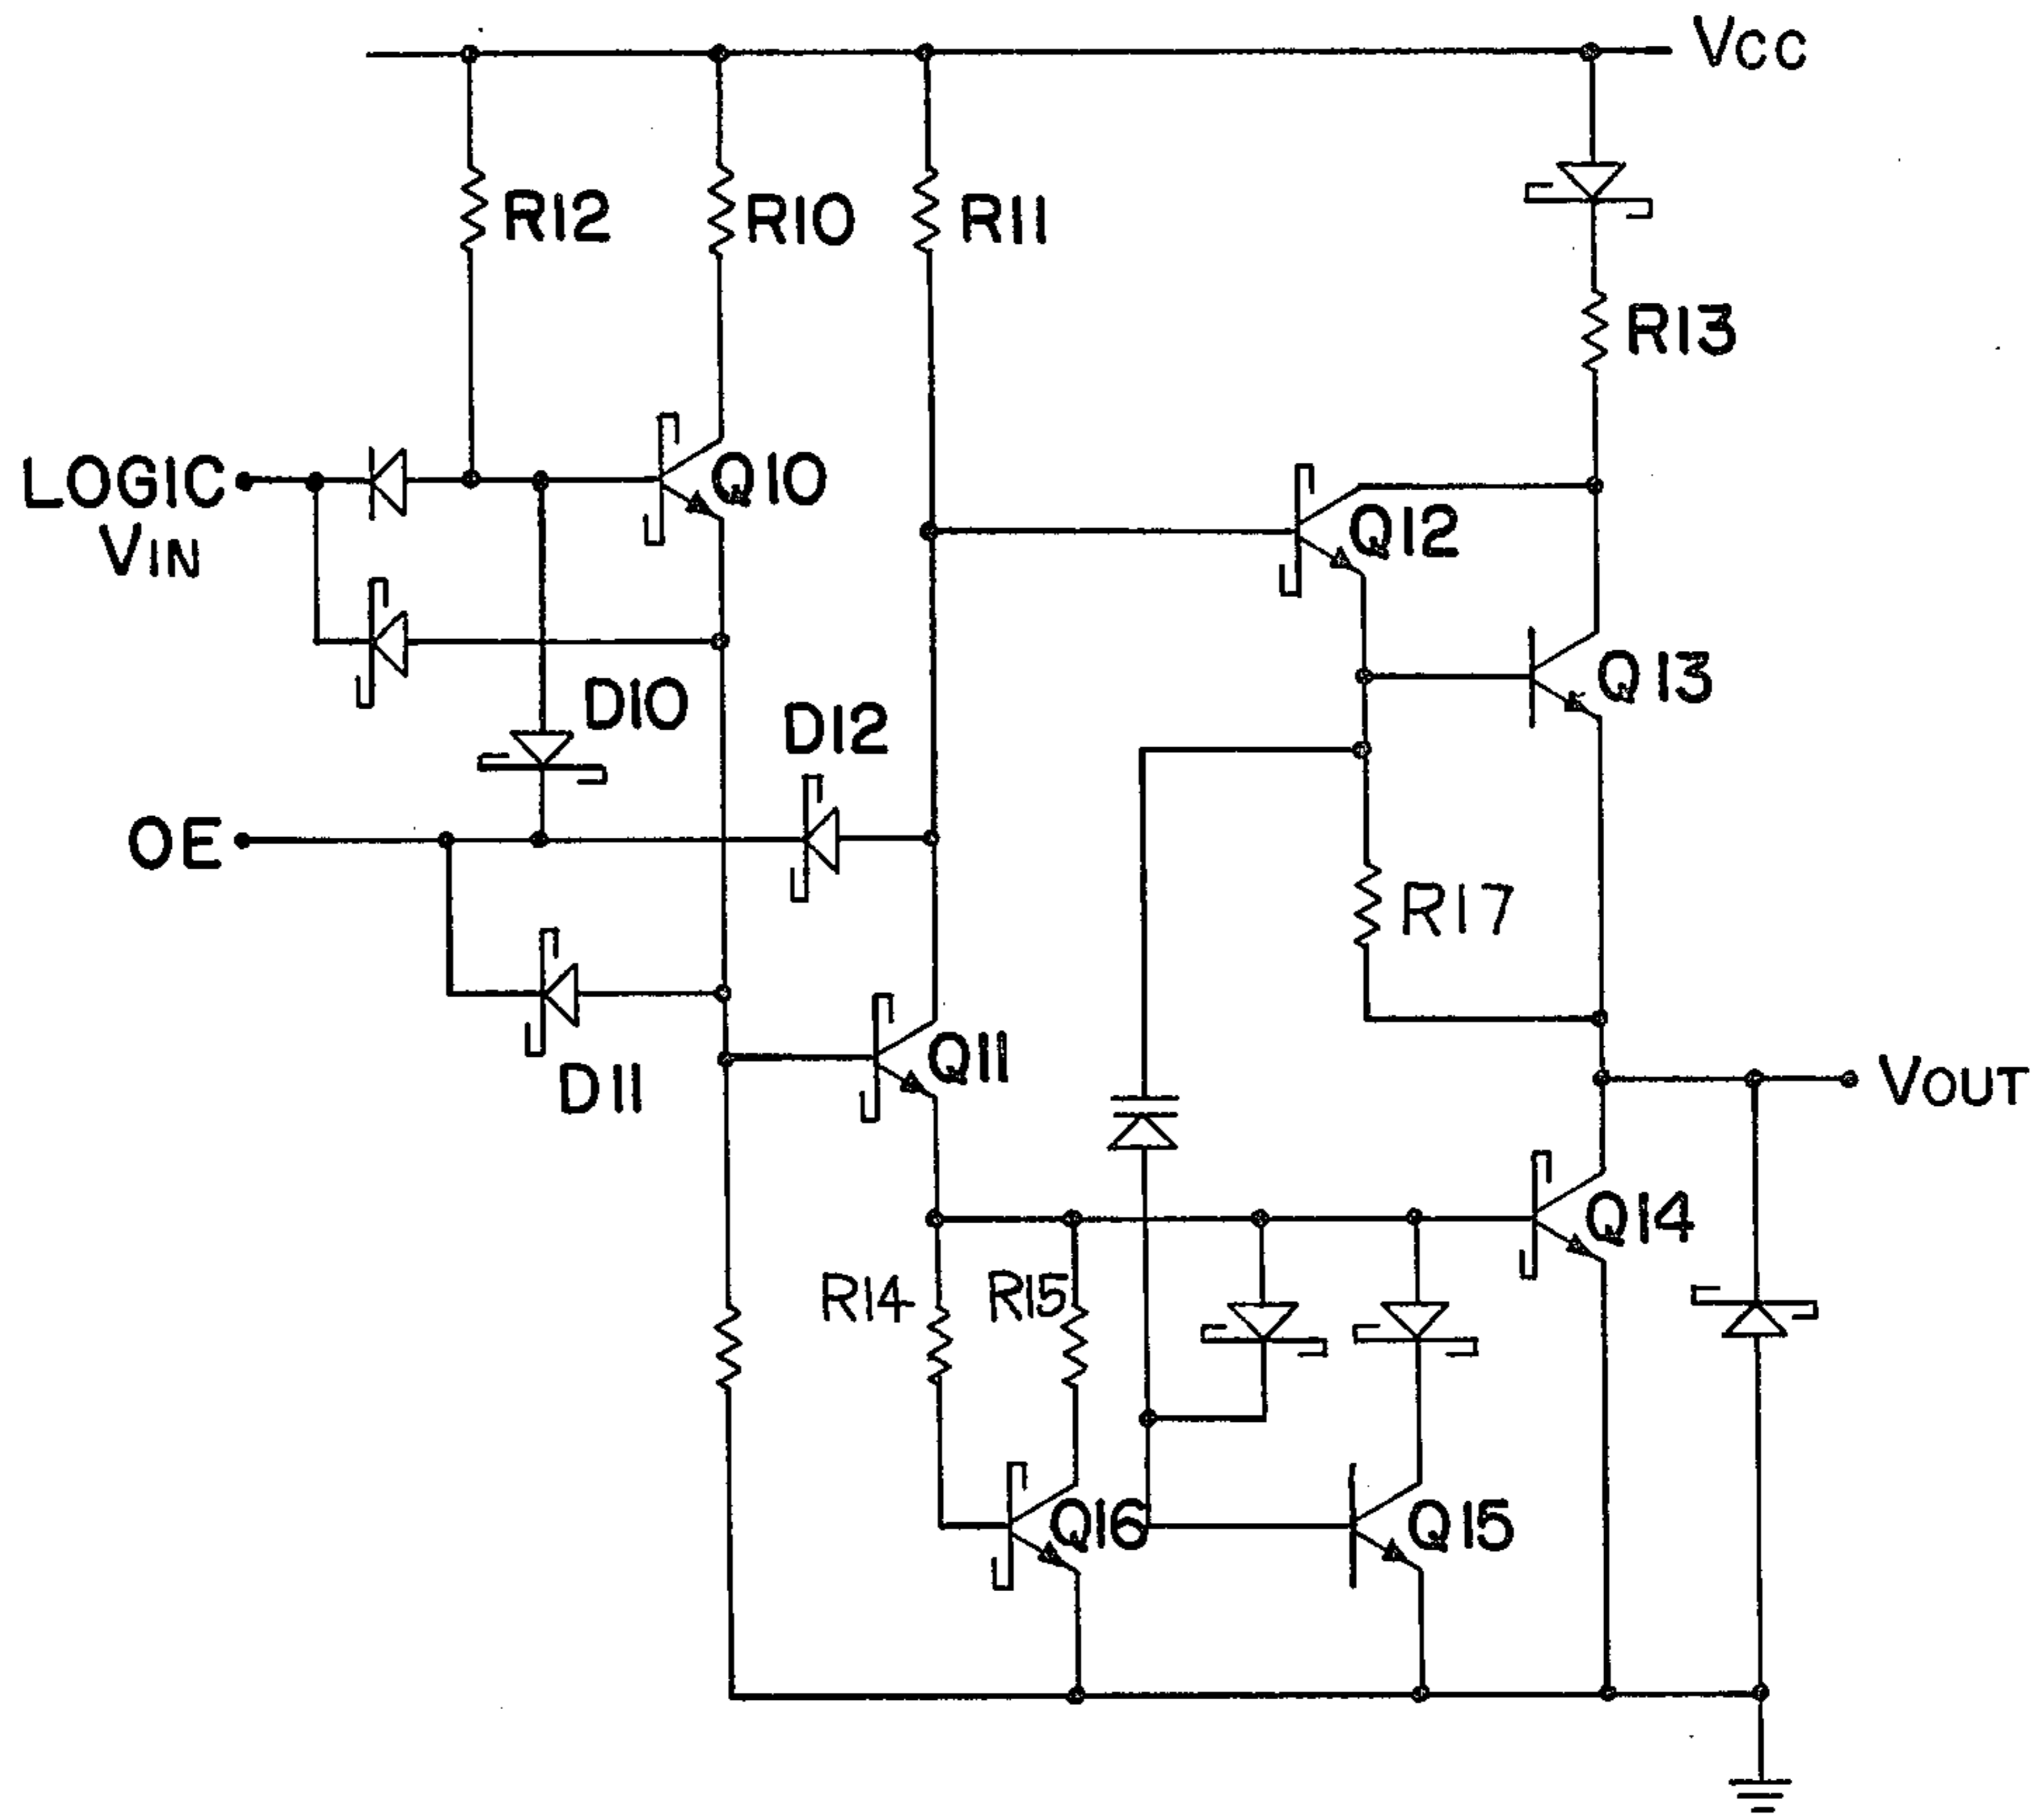 VCC
R12
R10
R11
R13
LOGIC
VIN
Q10
Q12
Q13
D10
D12
OE
R17
Q11
D11
VOUT
Q14
R14
R15
Q16
Q15